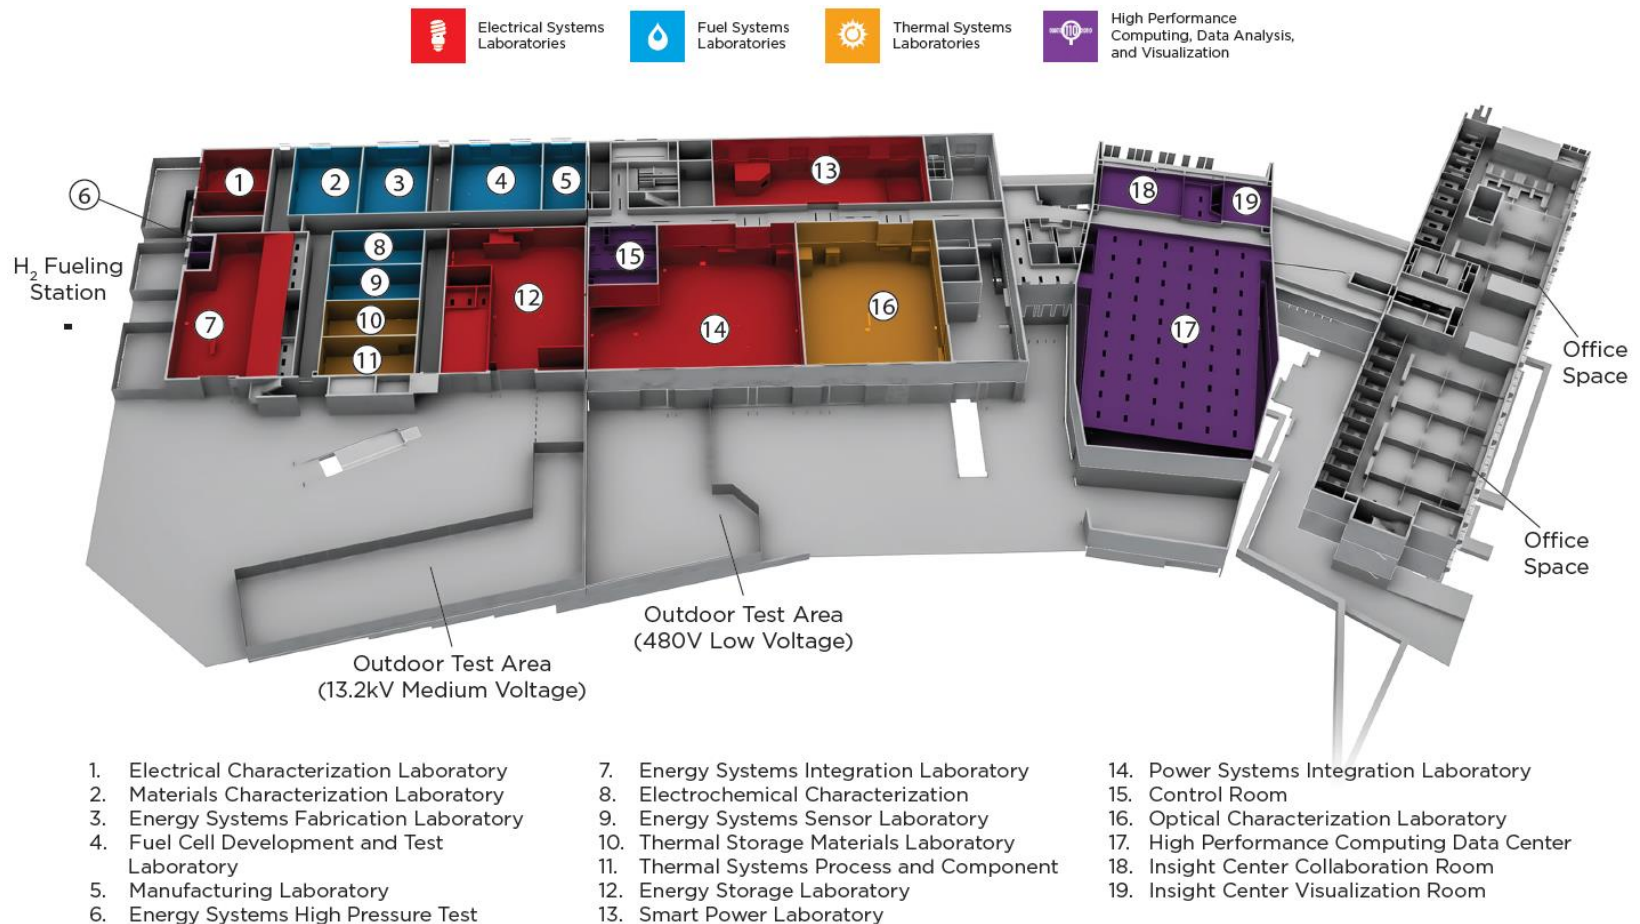 Electrical Systems
Laboratories
Fuel Systems
Laboratories
Thermal Systems
Laboratories
High Performance
Computing, Data Analysis,
and Visualization
1
2
3
4
5
13
18
19
6
8
15
9
H2 Fueling
Station
12
16
10
7
14
17
11
Office
Space
Office
Space
Outdoor Test Area
(480V Low Voltage)
Outdoor Test Area
(13.2kV Medium Voltage)
1. Electrical Characterization Laboratory
2. Materials Characterization Laboratory
3. Energy Systems Fabrication Laboratory
4. Fuel Cell Development and Test
Laboratory
5. Manufacturing Laboratory
6. Energy Systems High Pressure Test
7. Energy Systems Integration Laboratory
8. Electrochemical Characterization
9. Energy Systems Sensor Laboratory
10. Thermal Storage Materials Laboratory
11. Thermal Systems Process and Component
12. Energy Storage Laboratory
13. Smart Power Laboratory
14. Power Systems Integration Laboratory
15. Control Room
16. Optical Characterization Laboratory
17. High Performance Computing Data Center
18. Insight Center Collaboration Room
19. Insight Center Visualization Room